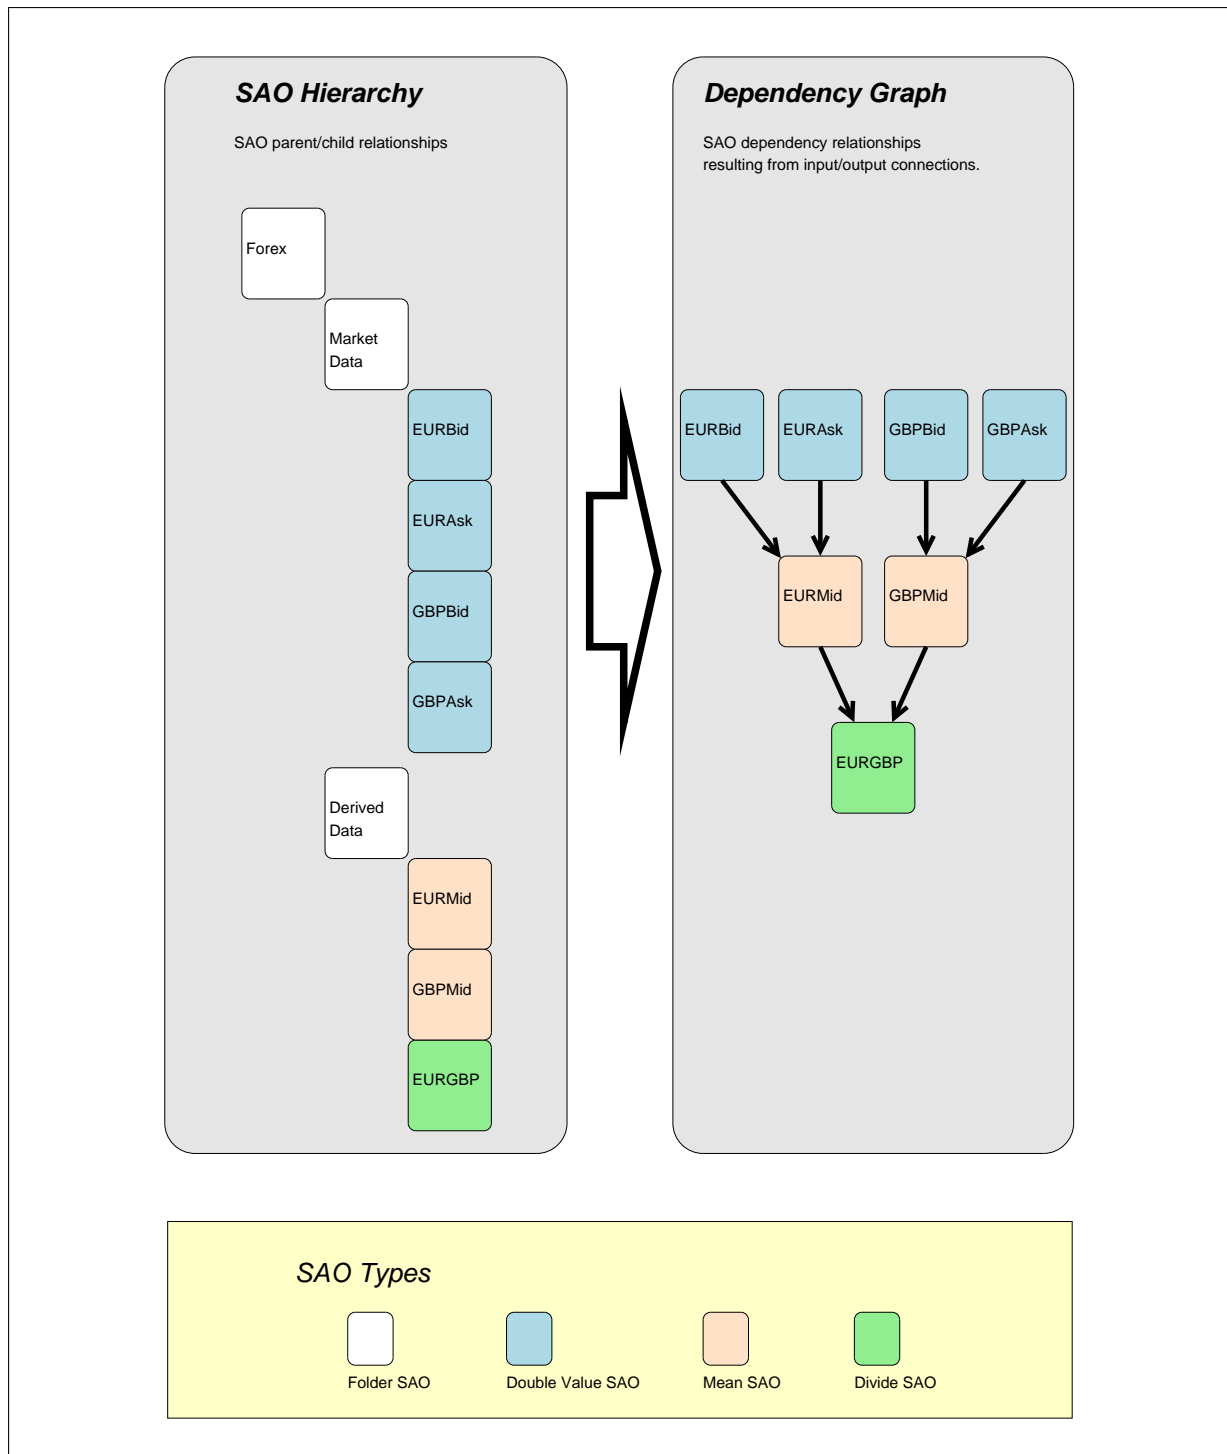 SAO Hierarchy
SAO parent/child relationships
Forex
Market
Data
EURBid
EURAsk
GBPBid
GBPAsk
Derived
Data
EURMid
GBPMid
EURGBP
Dependency Graph
SAO dependency relationships
resulting from input/output connections.
EURBid
EURAsk
GBPBid
GBPAsk
EURMid
GBPMid
EURGBP
SAO Types
Folder SAO
Double Value SAO
Mean SAO
Divide SAO